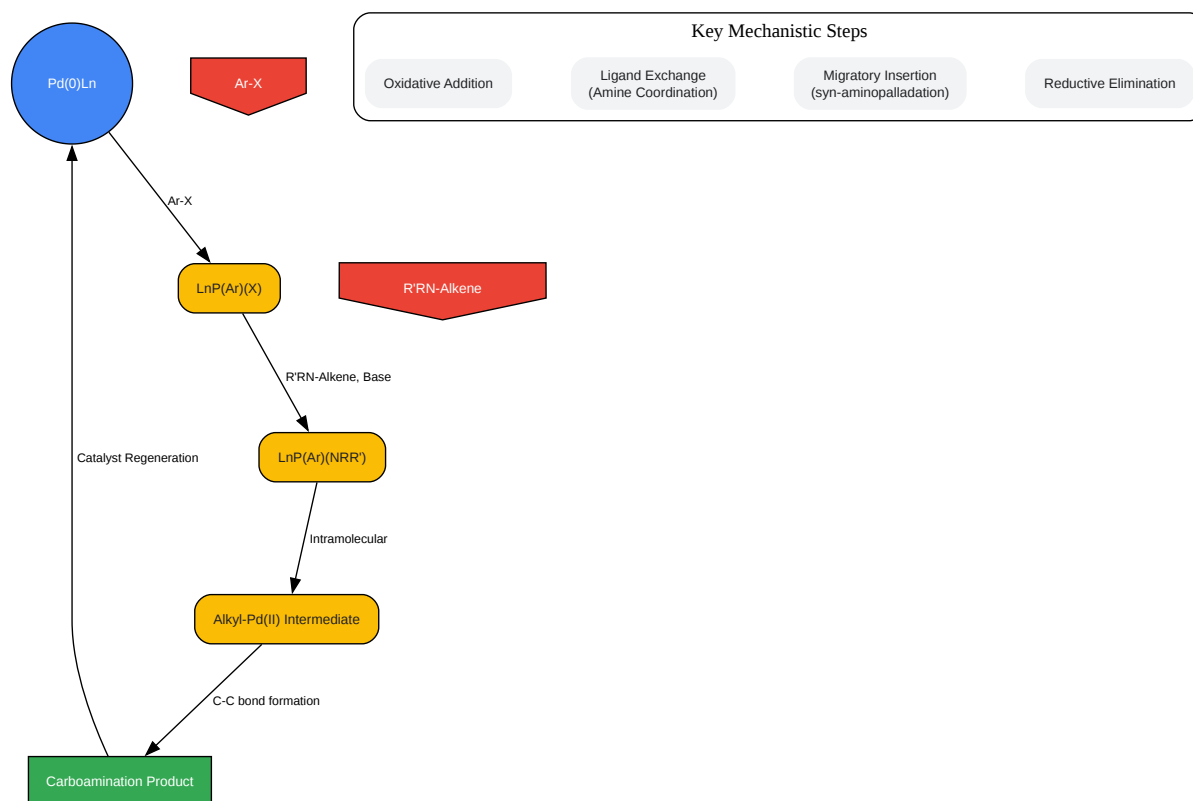 Key Mechanistic Steps
Oxidative Addition
Ligand Exchange
(Amine Coordination)
Migratory Insertion
(syn-aminopalladation)
Reductive Elimination
Pd(0)Ln
Ar-X
Ar-X
LnP(Ar)(X)
R'RN-Alkene
R'RN-Alkene, Base
LnP(Ar)(NRR')
Catalyst Regeneration
Intramolecular
Alkyl-Pd(II) Intermediate
C-C bond formation
Carboamination Product